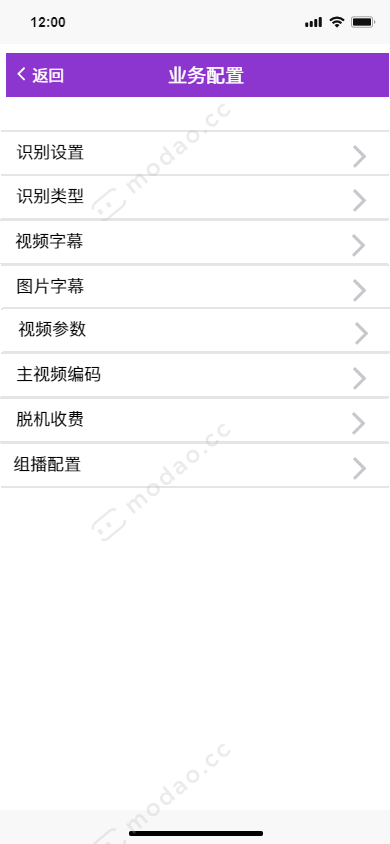 12:00
返回
业务配置
识别设置
识别类型
视频字幕
图片字幕
视频参数
主视频编码
脱机收费
组播配置
modao.cc
modao.cc
modao.cc